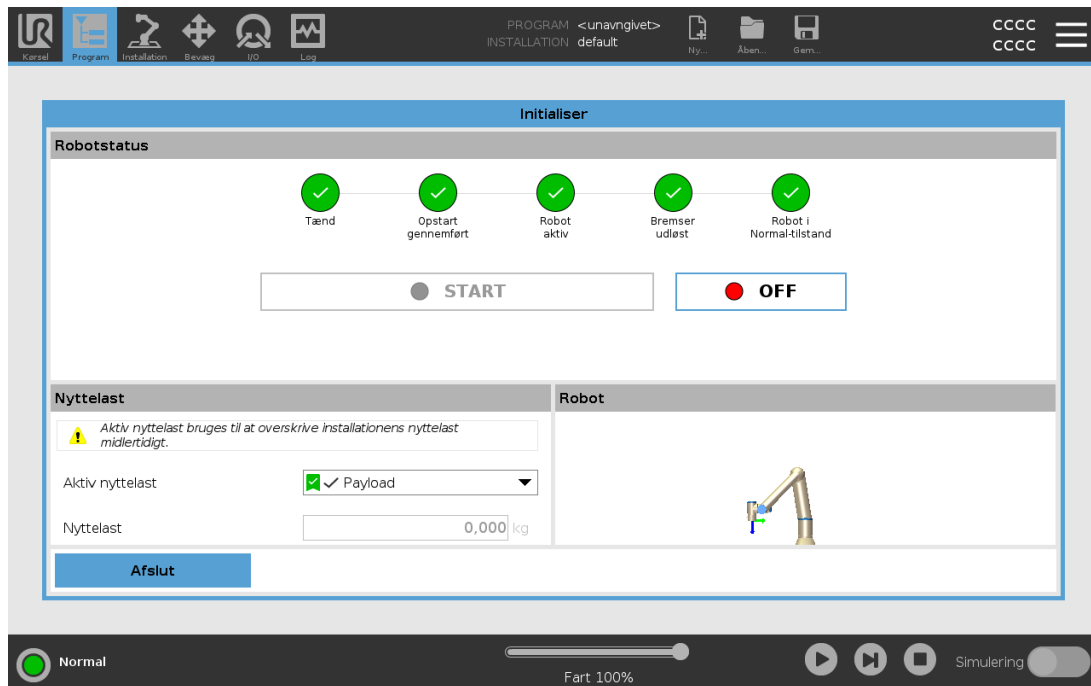 PROGRAM <unavngivet>
INSTALLATION default
Kørsel Program Installation Bevæg I/O Log Ny... Åben... Gem...
CCCC
CCCC
Initialiser
Robotstatus
Tænd
Opstart gennemført
Robot aktiv
Bremser udløst
Robot i Normal-tilstand
START
OFF
Nyttelast
Robot
Aktiv nyttelast bruges til at overskrive installationens nyttelast
midlertidigt.
Aktiv nyttelast
Payload
Nyttelast
0,000 kg
Afslut
Normal
Fart 100%
Simulering